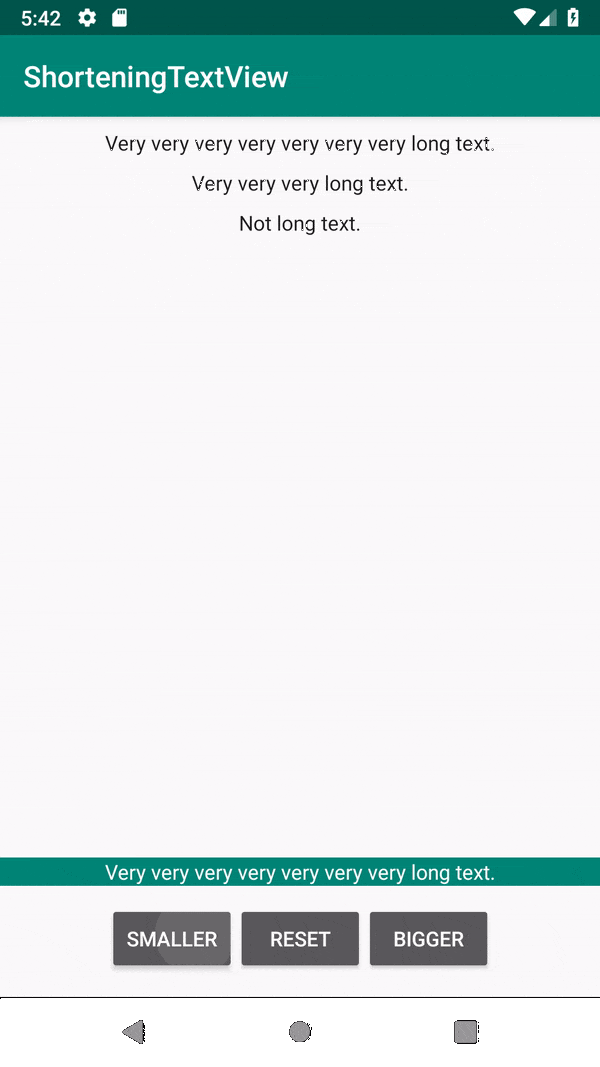 5:42
ShorteningTextView
Very very very very very very very long text.
Very very very long text.
Not long text.
Very very very very very very very long text.
SMALLER RESET BIGGER